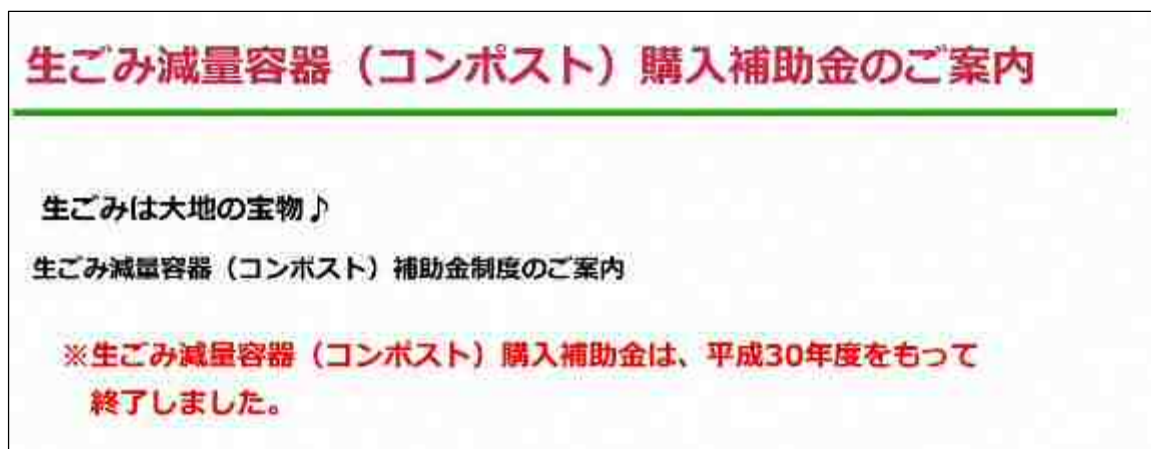 生ごみ減量容器（コンポスト）購入補助金のご案内
生ごみは大地の宝物♪
生ごみ減量容器（コンポスト）補助金制度のご案内
※生ごみ減量容器（コンポスト）購入補助金は、平成30年度をもって
終了しました。